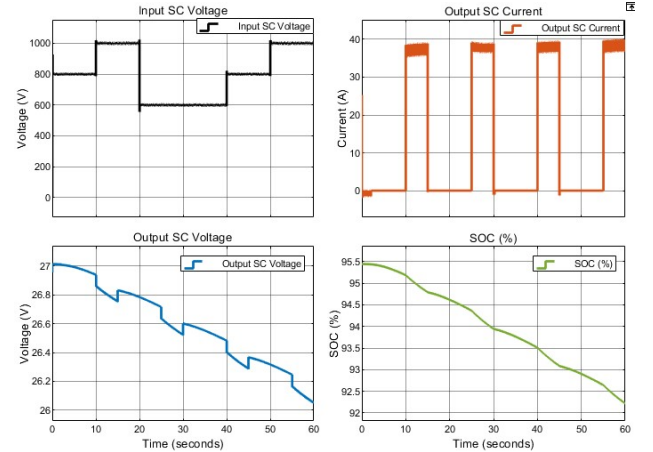 Input SC Voltage
Input SC Voltage
1000
800
600
400
200
0
Voltage (V)
Output SC Current
Output SC Current
40
30
20
10
0
Current (A)
Output SC Voltage
Output SC Voltage
27
26.8
26.6
26.4
26.2
26
Voltage (V)
0 10 20 30 40 50 60
Time (seconds)
SOC (%)
SOC (%)
95.5
95
94.5
94
93.5
93
92.5
92
SOC (%)
0 10 20 30 40 50 60
Time (seconds)